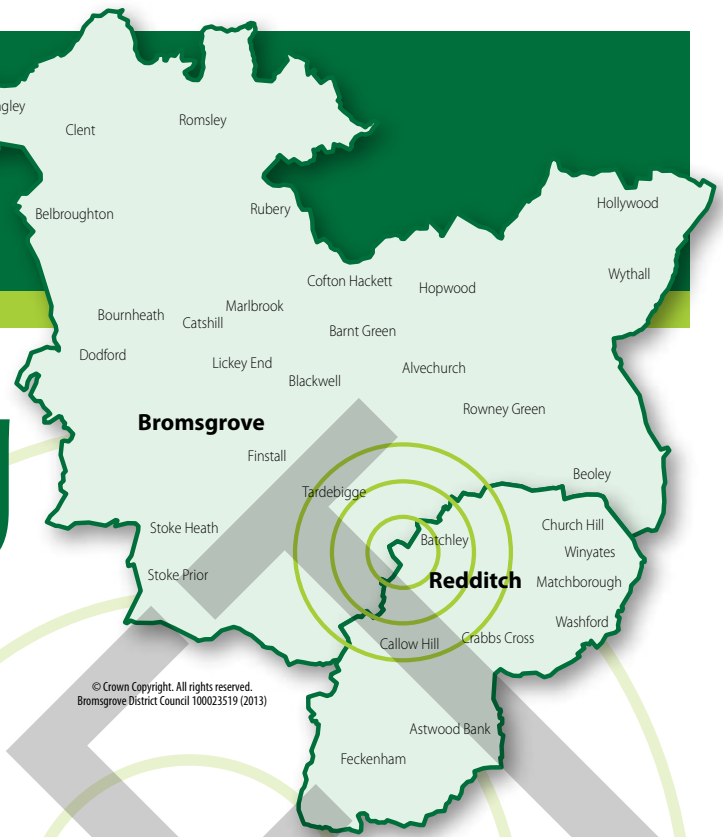 Clent
Romsley
Belbroughton
Rubery
Hollywood
Wythall
Cofton Hackett
Hopwood
Marlbrook
Bournheath
Catshill
Barnt Green
Dodford
Lickey End
Blackwell
Alvechurch
Rowney Green
Bromsgrove
Finstall
Beoley
Tardebigge
Stoke Heath
Church Hill
Batchley
Winyates
Stoke Prior
Redditch
Matchborough
Washford
Callow Hill
Crabbs Cross
© Crown Copyright. All rights reserved.
Bromsgrove District Council 100023519 (2013)
Astwood Bank
Feckenham